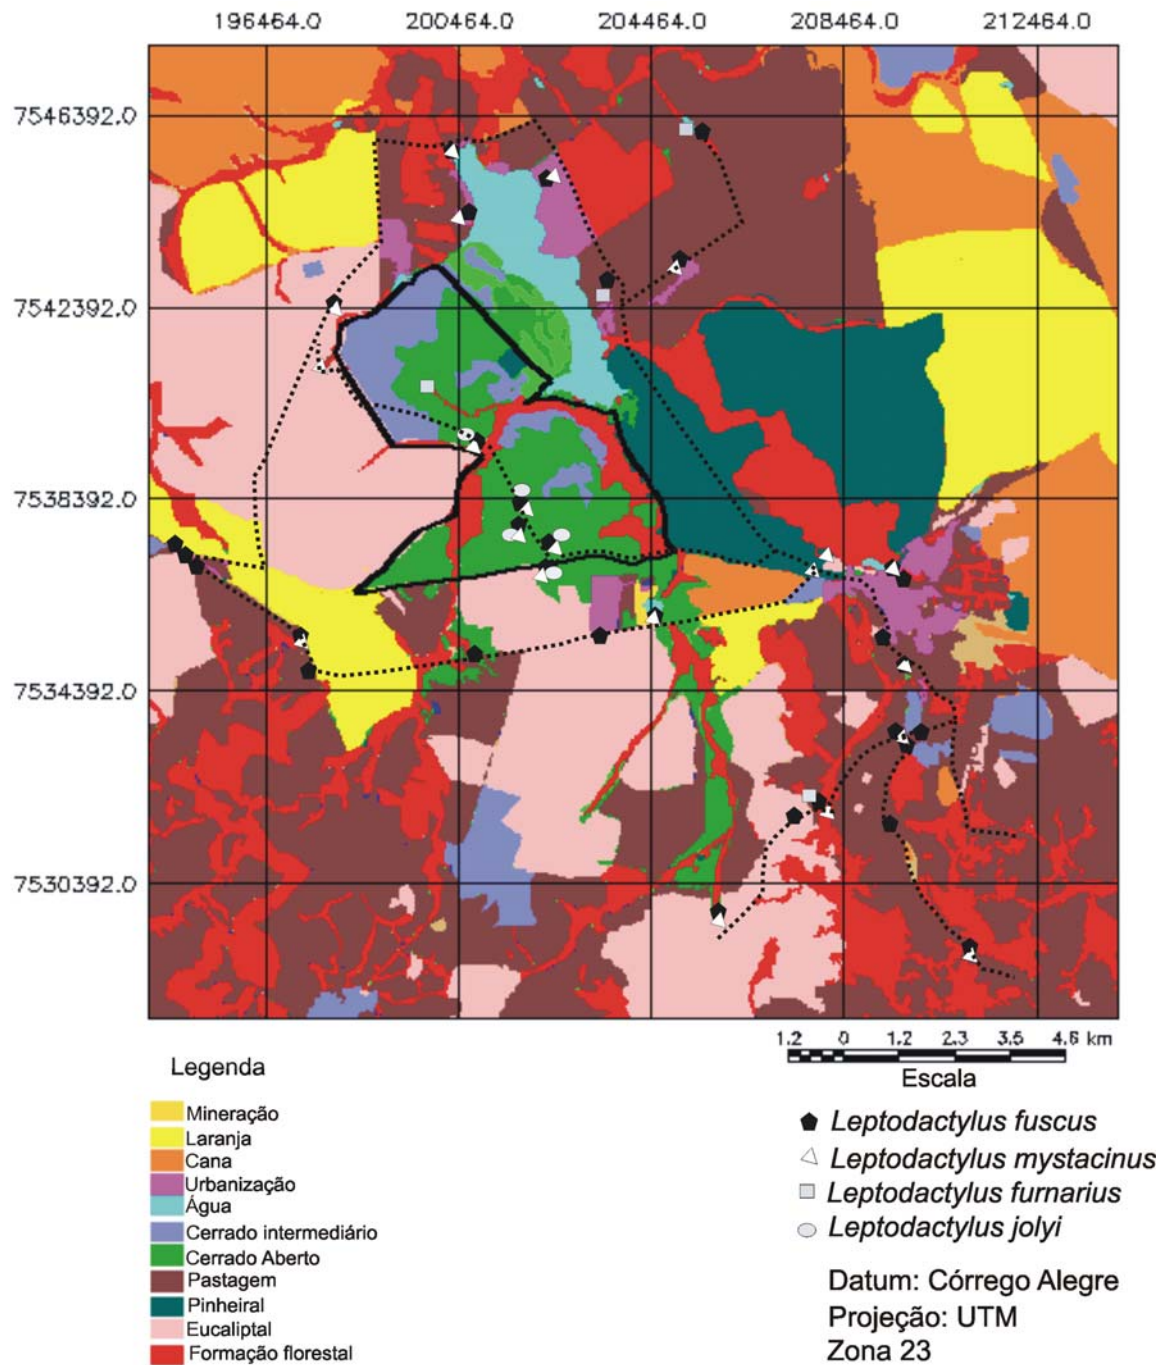 196464.0 200464.0 204464.0 208464.0 212464.0
7546392.0
7542392.0
7538392.0
7534392.0
7530392.0
1.2 0 1.2 2.3 3.5 4.6 km
Escala
Legenda
Mineração
Laranja
Cana
Urbanização
Água
Cerrado intermediário
Cerrado Aberto
Pastagem
Pinheiral
Eucaliptal
Formação florestal
Leptodactylus fuscus
Leptodactylus mystacinus
Leptodactylus furnarius
Leptodactylus jolyi
Datum: Córrego Alegre
Projeção: UTM
Zona 23